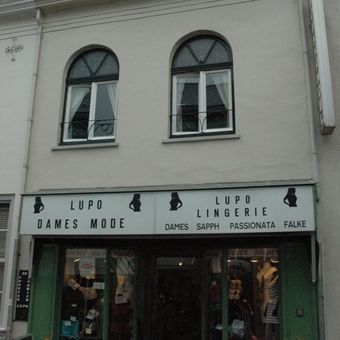 LUPO
DAMES MODE
LUPO
LINGERIE
DAMES SAPPH PASSIONATA FALKE